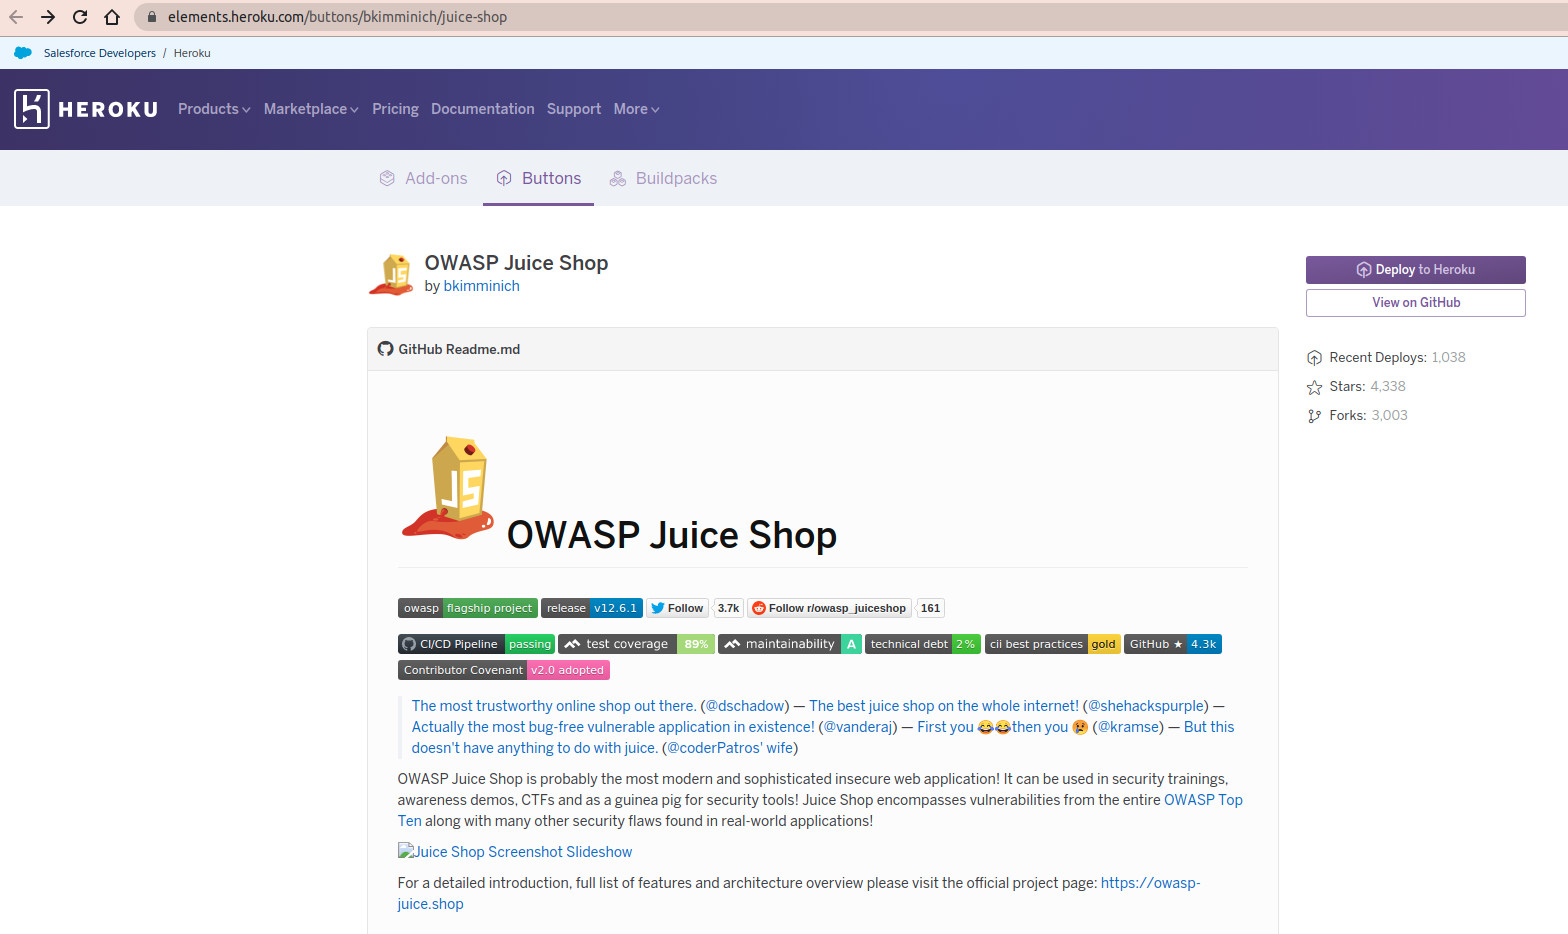 elements.heroku.com/buttons/bkimminich/juice-shop
Salesforce Developers / Heroku
HEROKU Products Marketplace Pricing Documentation Support More
Add-ons Buttons Buildpacks
JS
OWASP Juice Shop
by bkimminich
Deploy to Heroku
View on GitHub
Recent Deploys: 1,038
Stars: 4,338
Forks: 3,003
GitHub Readme.md
JS
OWASP Juice Shop
owasp flagship project release v12.6.1 Follow 3.7k Follow r/owasp_juiceshop 161
CI/CD Pipeline passing test coverage 89% maintainability A technical debt 2% cii best practices gold GitHub ★ 4.3k
Contributor Covenant v2.0 adopted
The most trustworthy online shop out there. (@dschadow) — The best juice shop on the whole internet! (@shehackspurple) —
Actually the most bug-free vulnerable application in existence! (@vanderaj) — First you 😂😂then you 😢 (@kramse) — But this
doesn't have anything to do with juice. (@coderPatros' wife)
OWASP Juice Shop is probably the most modern and sophisticated insecure web application! It can be used in security trainings,
awareness demos, CTFs and as a guinea pig for security tools! Juice Shop encompasses vulnerabilities from the entire OWASP Top
Ten along with many other security flaws found in real-world applications!
Juice Shop Screenshot Slideshow
For a detailed introduction, full list of features and architecture overview please visit the official project page: https://owasp-
juice.shop